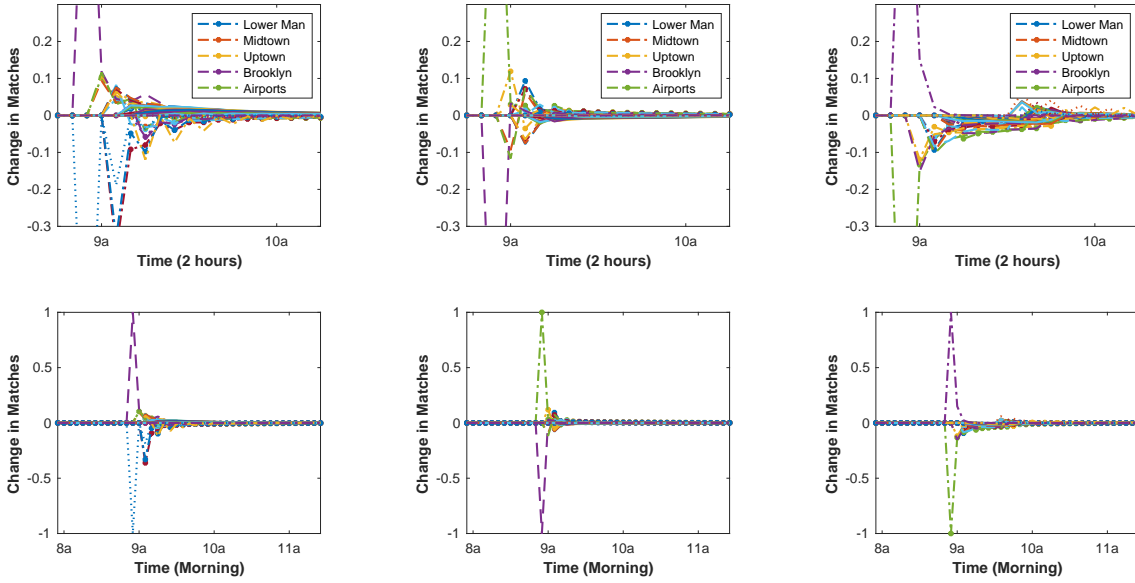 0.3
0.2
0.1
0
-0.1
-0.2
-0.3
Change in Matches
Lower Man
Midtown
Uptown
Brooklyn
Airports
9a
10a
Time (2 hours)
0.3
0.2
0.1
0
-0.1
-0.2
-0.3
Change in Matches
Lower Man
Midtown
Uptown
Brooklyn
Airports
9a
10a
Time (2 hours)
0.3
0.2
0.1
0
-0.1
-0.2
-0.3
Change in Matches
Lower Man
Midtown
Uptown
Brooklyn
Airports
9a
10a
Time (2 hours)
1
0.5
0
-0.5
-1
Change in Matches
8a 9a 10a 11a
Time (Morning)
1
0.5
0
-0.5
-1
Change in Matches
8a 9a 10a 11a
Time (Morning)
1
0.5
0
-0.5
-1
Change in Matches
8a 9a 10a 11a
Time (Morning)